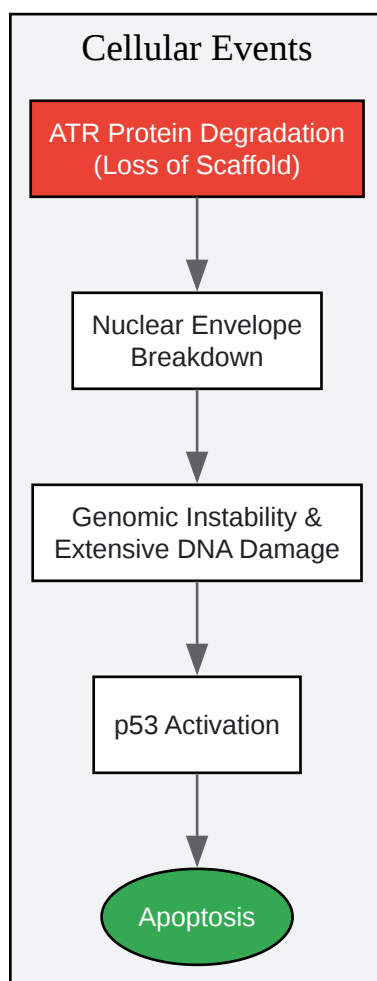 Cellular Events
ATR Protein Degradation
(Loss of Scaffold)
Nuclear Envelope
Breakdown
Genomic Instability &
Extensive DNA Damage
p53 Activation
Apoptosis